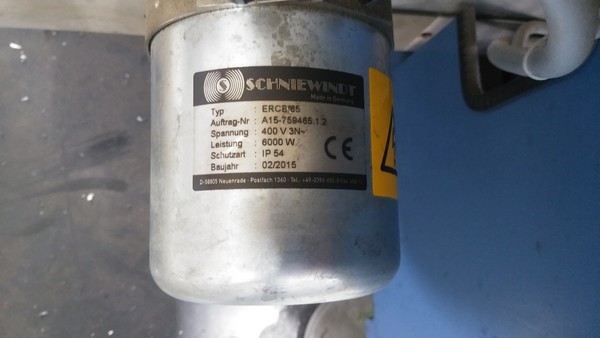 SCHNIEWINDT
Made in Germany
Typ : ERCE/65
Auftrag-Nr : A15-759465.1.2
Spannung : 400 V 3N~
Leistung : 6000 W
Schutzart : IP 54
Baujahr : 02/2015
CE
D-58805 Neuenrade · Postfach 1360 · Tel.